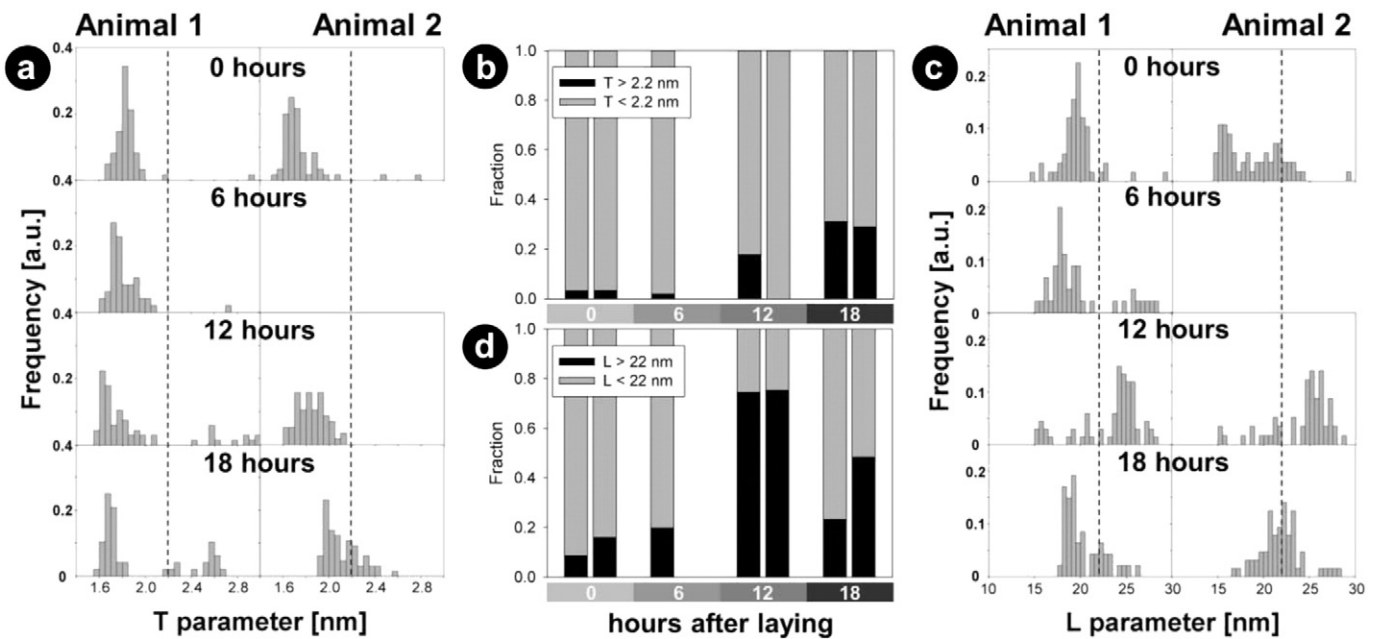 Animal 1 Animal 2
a
0 hours
6 hours
12 hours
18 hours
0.4
0.2
0.4
0.2
0.4
0.2
0.4
0.2
0
1.6 2.0 2.4 2.8 1.6 2.0 2.4 2.8
Frequency [a.u.]
T parameter [nm]
b
T > 2.2 nm
T < 2.2 nm
1.0
0.8
0.6
0.4
0.2
0.0
Fraction
0 6 12 18
d
L > 22 nm
L < 22 nm
1.0
0.8
0.6
0.4
0.2
0.0
Fraction
0 6 12 18
hours after laying
Animal 1 Animal 2
c
0 hours
6 hours
12 hours
18 hours
0.2
0.1
0
0.2
0.1
0
0.2
0.1
0
0.2
0.1
0
10 15 20 25 30 15 20 25 30
Frequency [a.u.]
L parameter [nm]